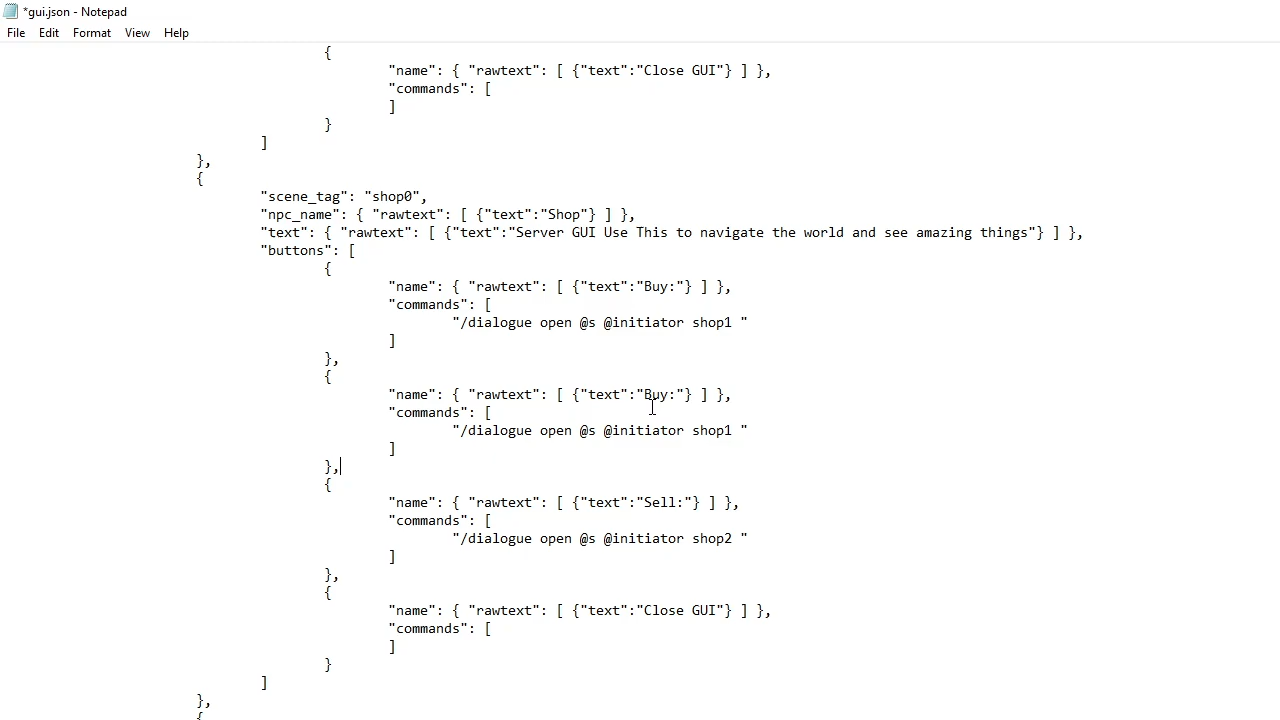 *gui.json - Notepad
File Edit Format View Help
{
"name": { "rawtext": [ {"text":"Close GUI"} ] },
"commands": [
]
}
]
},
{
"scene_tag": "shop0",
"npc_name": { "rawtext": [ {"text":"Shop"} ] },
"text": { "rawtext": [ {"text":"Server GUI Use This to navigate the world and see amazing things"} ] },
"buttons": [
{
"name": { "rawtext": [ {"text":"Buy:"} ] },
"commands": [
"/dialogue open @s @initiator shop1 "
]
},
{
"name": { "rawtext": [ {"text":"Buy:"} ] },
"commands": [
"/dialogue open @s @initiator shop1 "
]
},
{
"name": { "rawtext": [ {"text":"Sell:"} ] },
"commands": [
"/dialogue open @s @initiator shop2 "
]
},
{
"name": { "rawtext": [ {"text":"Close GUI"} ] },
"commands": [
]
}
]
},
{